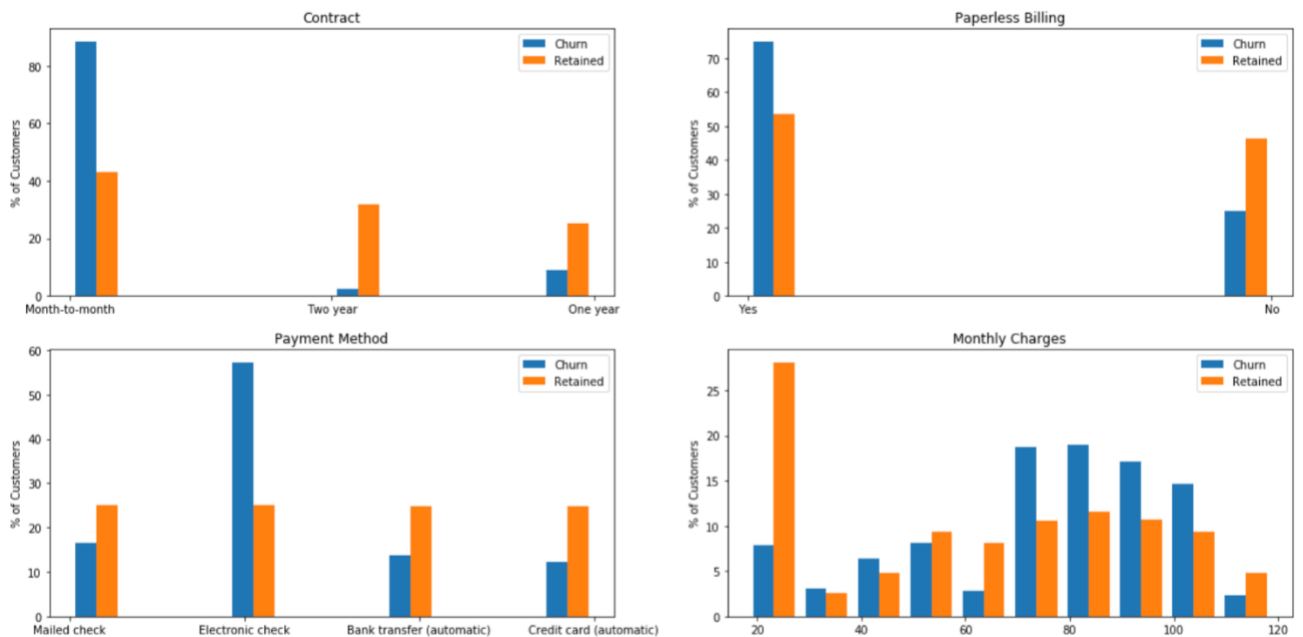 Contract
Churn
Retained
% of Customers
80
60
40
20
0
Month-to-month Two year One year
Paperless Billing
Churn
Retained
% of Customers
70
60
50
40
30
20
10
0
Yes No
Payment Method
Churn
Retained
% of Customers
60
50
40
30
20
10
0
Mailed check Electronic check Bank transfer (automatic) Credit card (automatic)
Monthly Charges
Churn
Retained
% of Customers
25
20
15
10
5
0
20 40 60 80 100 120